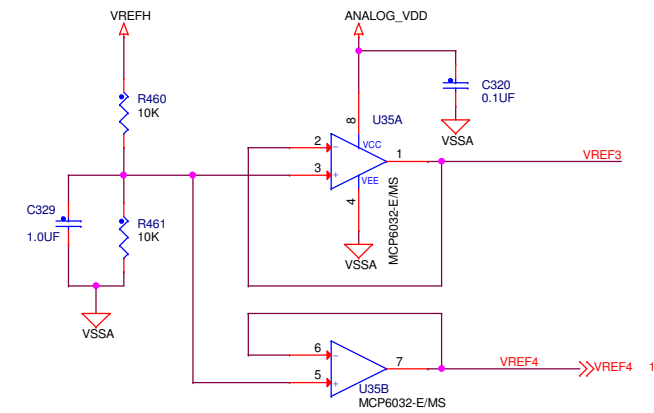 VREFH
ANALOG_VDD
R460
10K
C320
0.1UF
VSSA
8
U35A
VCC
2
1
3
VEE
4
MCP6032-E/MS
VREF3
C329
1.0UF
R461
10K
VSSA
VSSA
6
7
5
VREF4
VREF4 1
U35B
MCP6032-E/MS